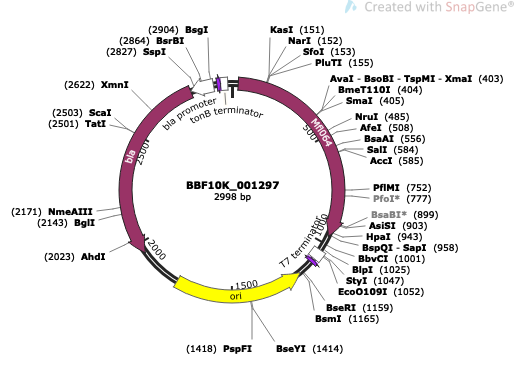 Created with SnapGene®
(2904) BsgI
(2864) BsrBI
(2827) SspI
(2622) XmnI
(2503) ScaI
(2501) TatI
(2171) NmeAIII
(2143) BglI
(2023) AhdI
KasI (151)
NarI (152)
SfoI (153)
PluTI (155)
AvaI - BsoBI - TspMI - XmaI (403)
BmeT110I (404)
SmaI (405)
NruI (485)
AfeI (508)
BsaAI (556)
SalI (584)
AccI (585)
PflMI (752)
PfoI* (777)
BsaBI* (899)
AsiSI (903)
HpaI (943)
BspQI - SapI (958)
BbvCI (1001)
BlpI (1025)
StyI (1047)
EcoO109I (1052)
BseRI (1159)
BsmI (1165)
(1418) PspFI
BseYI (1414)
bla promoter
tonB terminator
Mfl064
bla
T7 terminator
ori
500
1000
1500
2000
2500
BBF10K_001297
2998 bp